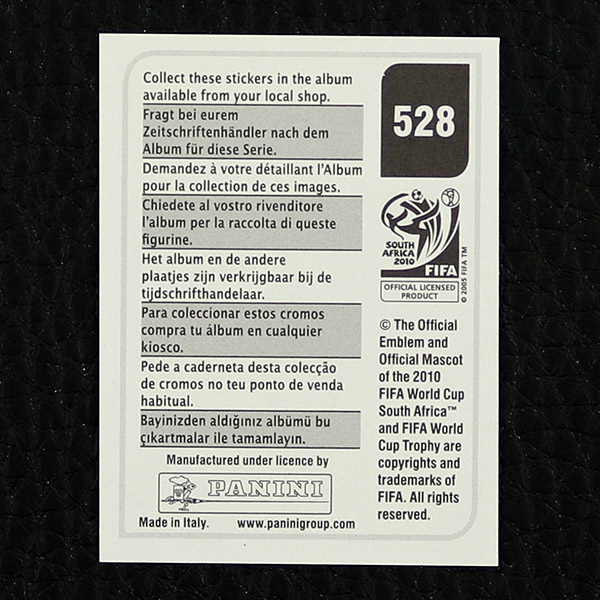 Collect these stickers in the album
available from your local shop.
Fragt bei eurem
Zeitschriftenhändler nach dem
Album für diese Serie.
Demandez à votre détaillant l'Album
pour la collection de ces images.
Chiedete al vostro rivenditore
l'album per la raccolta di queste
figurine.
Het album en de andere
plaatjes zijn verkrijgbaar bij de
tijdschrifthandelaar.
Para coleccionar estos cromos
compra tu álbum en cualquier
kiosco.
Pede a caderneta desta colecção
de cromos no teu ponto de venda
habitual.
Bayinizden aldığınız albümü bu
çıkartmalar ile tamamlayın.
Manufactured under licence by
PANINI
Made in Italy. www.paninigroup.com
528
SOUTH
AFRICA
2010
FIFA
OFFICIAL LICENSED
PRODUCT
© 2005 FIFA TM
© The Official
Emblem and
Official Mascot
of the 2010
FIFA World Cup
South Africa™
and FIFA World
Cup Trophy are
copyrights and
trademarks of
FIFA. All rights
reserved.